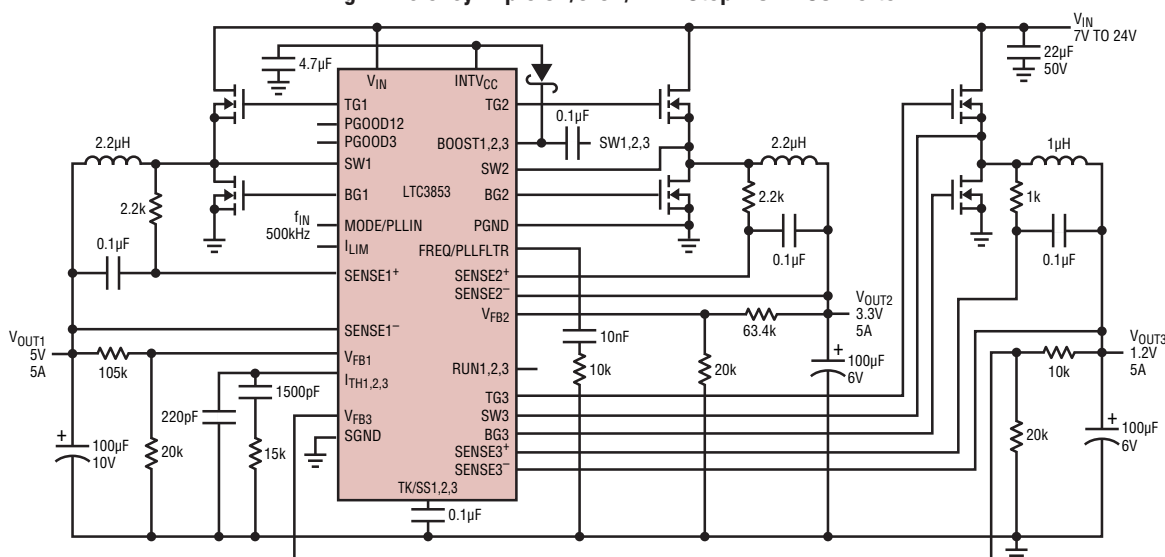 V_IN
7V TO 24V
22µF
50V
4.7µF
V_IN
INTV_CC
TG1
TG2
PGOOD12
PGOOD3
BOOST1,2,3
0.1µF
SW1,2,3
2.2µH
SW1
SW2
2.2µH
1µH
BG1
LTC3853
BG2
2.2k
2.2k
1k
f_IN
500kHz
MODE/PLLIN
PGND
I_LIM
FREQ/PLLFLTR
0.1µF
0.1µF
0.1µF
SENSE1+
SENSE2+
SENSE2–
V_OUT2
3.3V
5A
V_FB2
63.4k
SENSE1–
V_OUT1
5V
5A
105k
V_FB1
10nF
10k
RUN1,2,3
20k
+
100µF
6V
V_OUT3
1.2V
5A
10k
I_TH1,2,3
1500pF
220pF
TG3
V_FB3
SW3
SGND
BG3
+
100µF
10V
20k
15k
SENSE3+
SENSE3–
20k
+
100µF
6V
TK/SS1,2,3
0.1µF